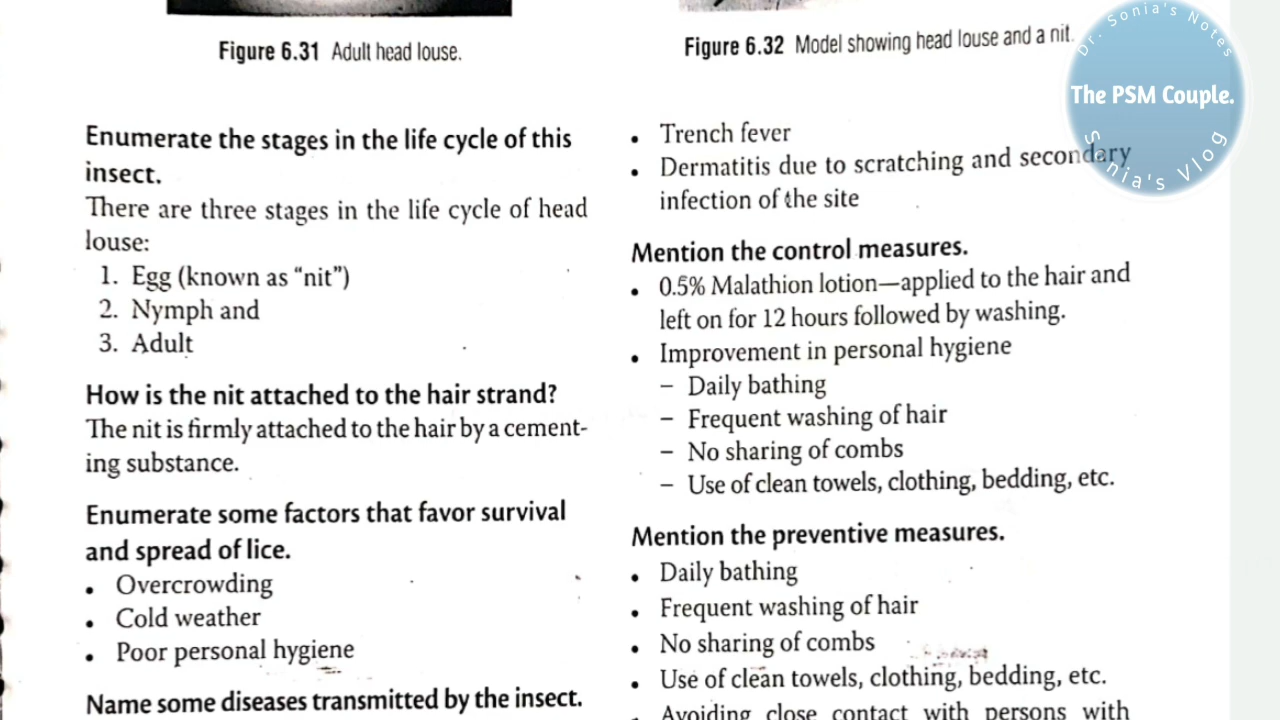 Figure 6.31 Adult head louse.
Enumerate the stages in the life cycle of this
insect.
There are three stages in the life cycle of head
louse:
1. Egg (known as “nit”)
2. Nymph and
3. Adult
How is the nit attached to the hair strand?
The nit is firmly attached to the hair by a cement-
ing substance.
Enumerate some factors that favor survival
and spread of lice.
• Overcrowding
• Cold weather
• Poor personal hygiene
Name some diseases transmitted by the insect.
Figure 6.32 Model showing head louse and a nit.
• Trench fever
• Dermatitis due to scratching and secondary
infection of the site
Mention the control measures.
• 0.5% Malathion lotion—applied to the hair and
left on for 12 hours followed by washing.
• Improvement in personal hygiene
– Daily bathing
– Frequent washing of hair
– No sharing of combs
– Use of clean towels, clothing, bedding, etc.
Mention the preventive measures.
• Daily bathing
• Frequent washing of hair
• No sharing of combs
• Use of clean towels, clothing, bedding, etc.
• Avoiding close contact with persons with
Dr. Sonia's Notes
The PSM Couple.
Sonia's Vlog